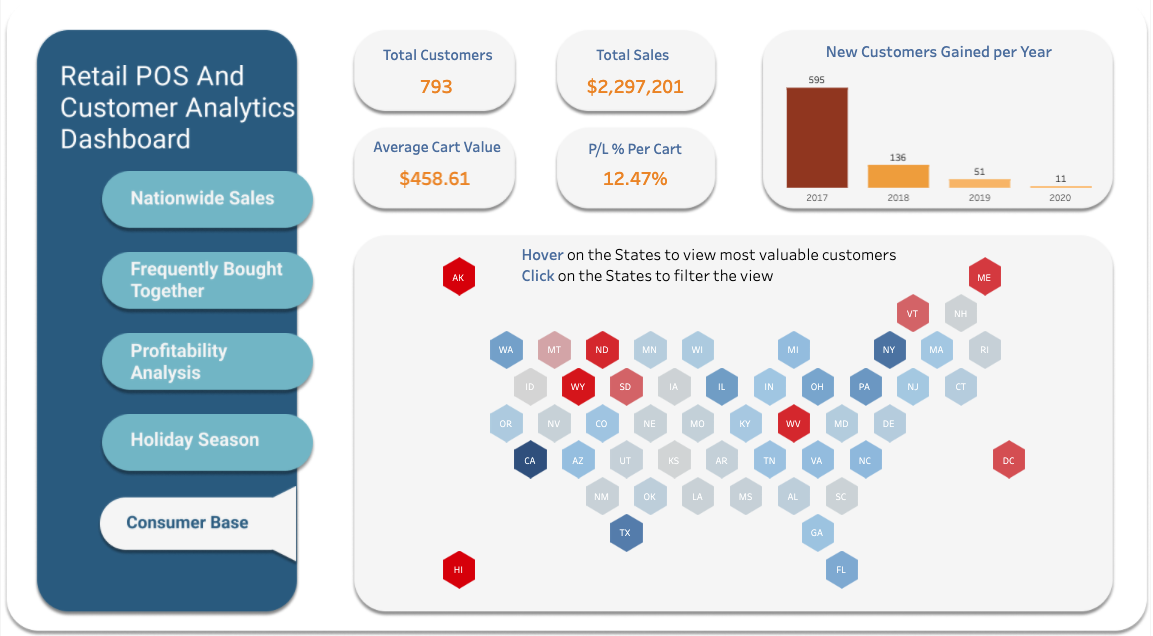 Retail POS And
Customer Analytics
Dashboard
Nationwide Sales
Frequently Bought
Together
Profitability
Analysis
Holiday Season
Consumer Base
Total Customers
793
Total Sales
$2,297,201
Average Cart Value
$458.61
P/L % Per Cart
12.47%
New Customers Gained per Year
595
136
51
11
2017 2018 2019 2020
Hover on the States to view most valuable customers
Click on the States to filter the view
AK ME
VT NH
WA MT ND MN WI MI NY MA RI
ID WY SD IA IL IN OH PA NJ CT
OR NV CO NE MO KY WV MD DE
CA AZ UT KS AR TN VA NC DC
NM OK LA MS AL SC
TX GA
HI FL